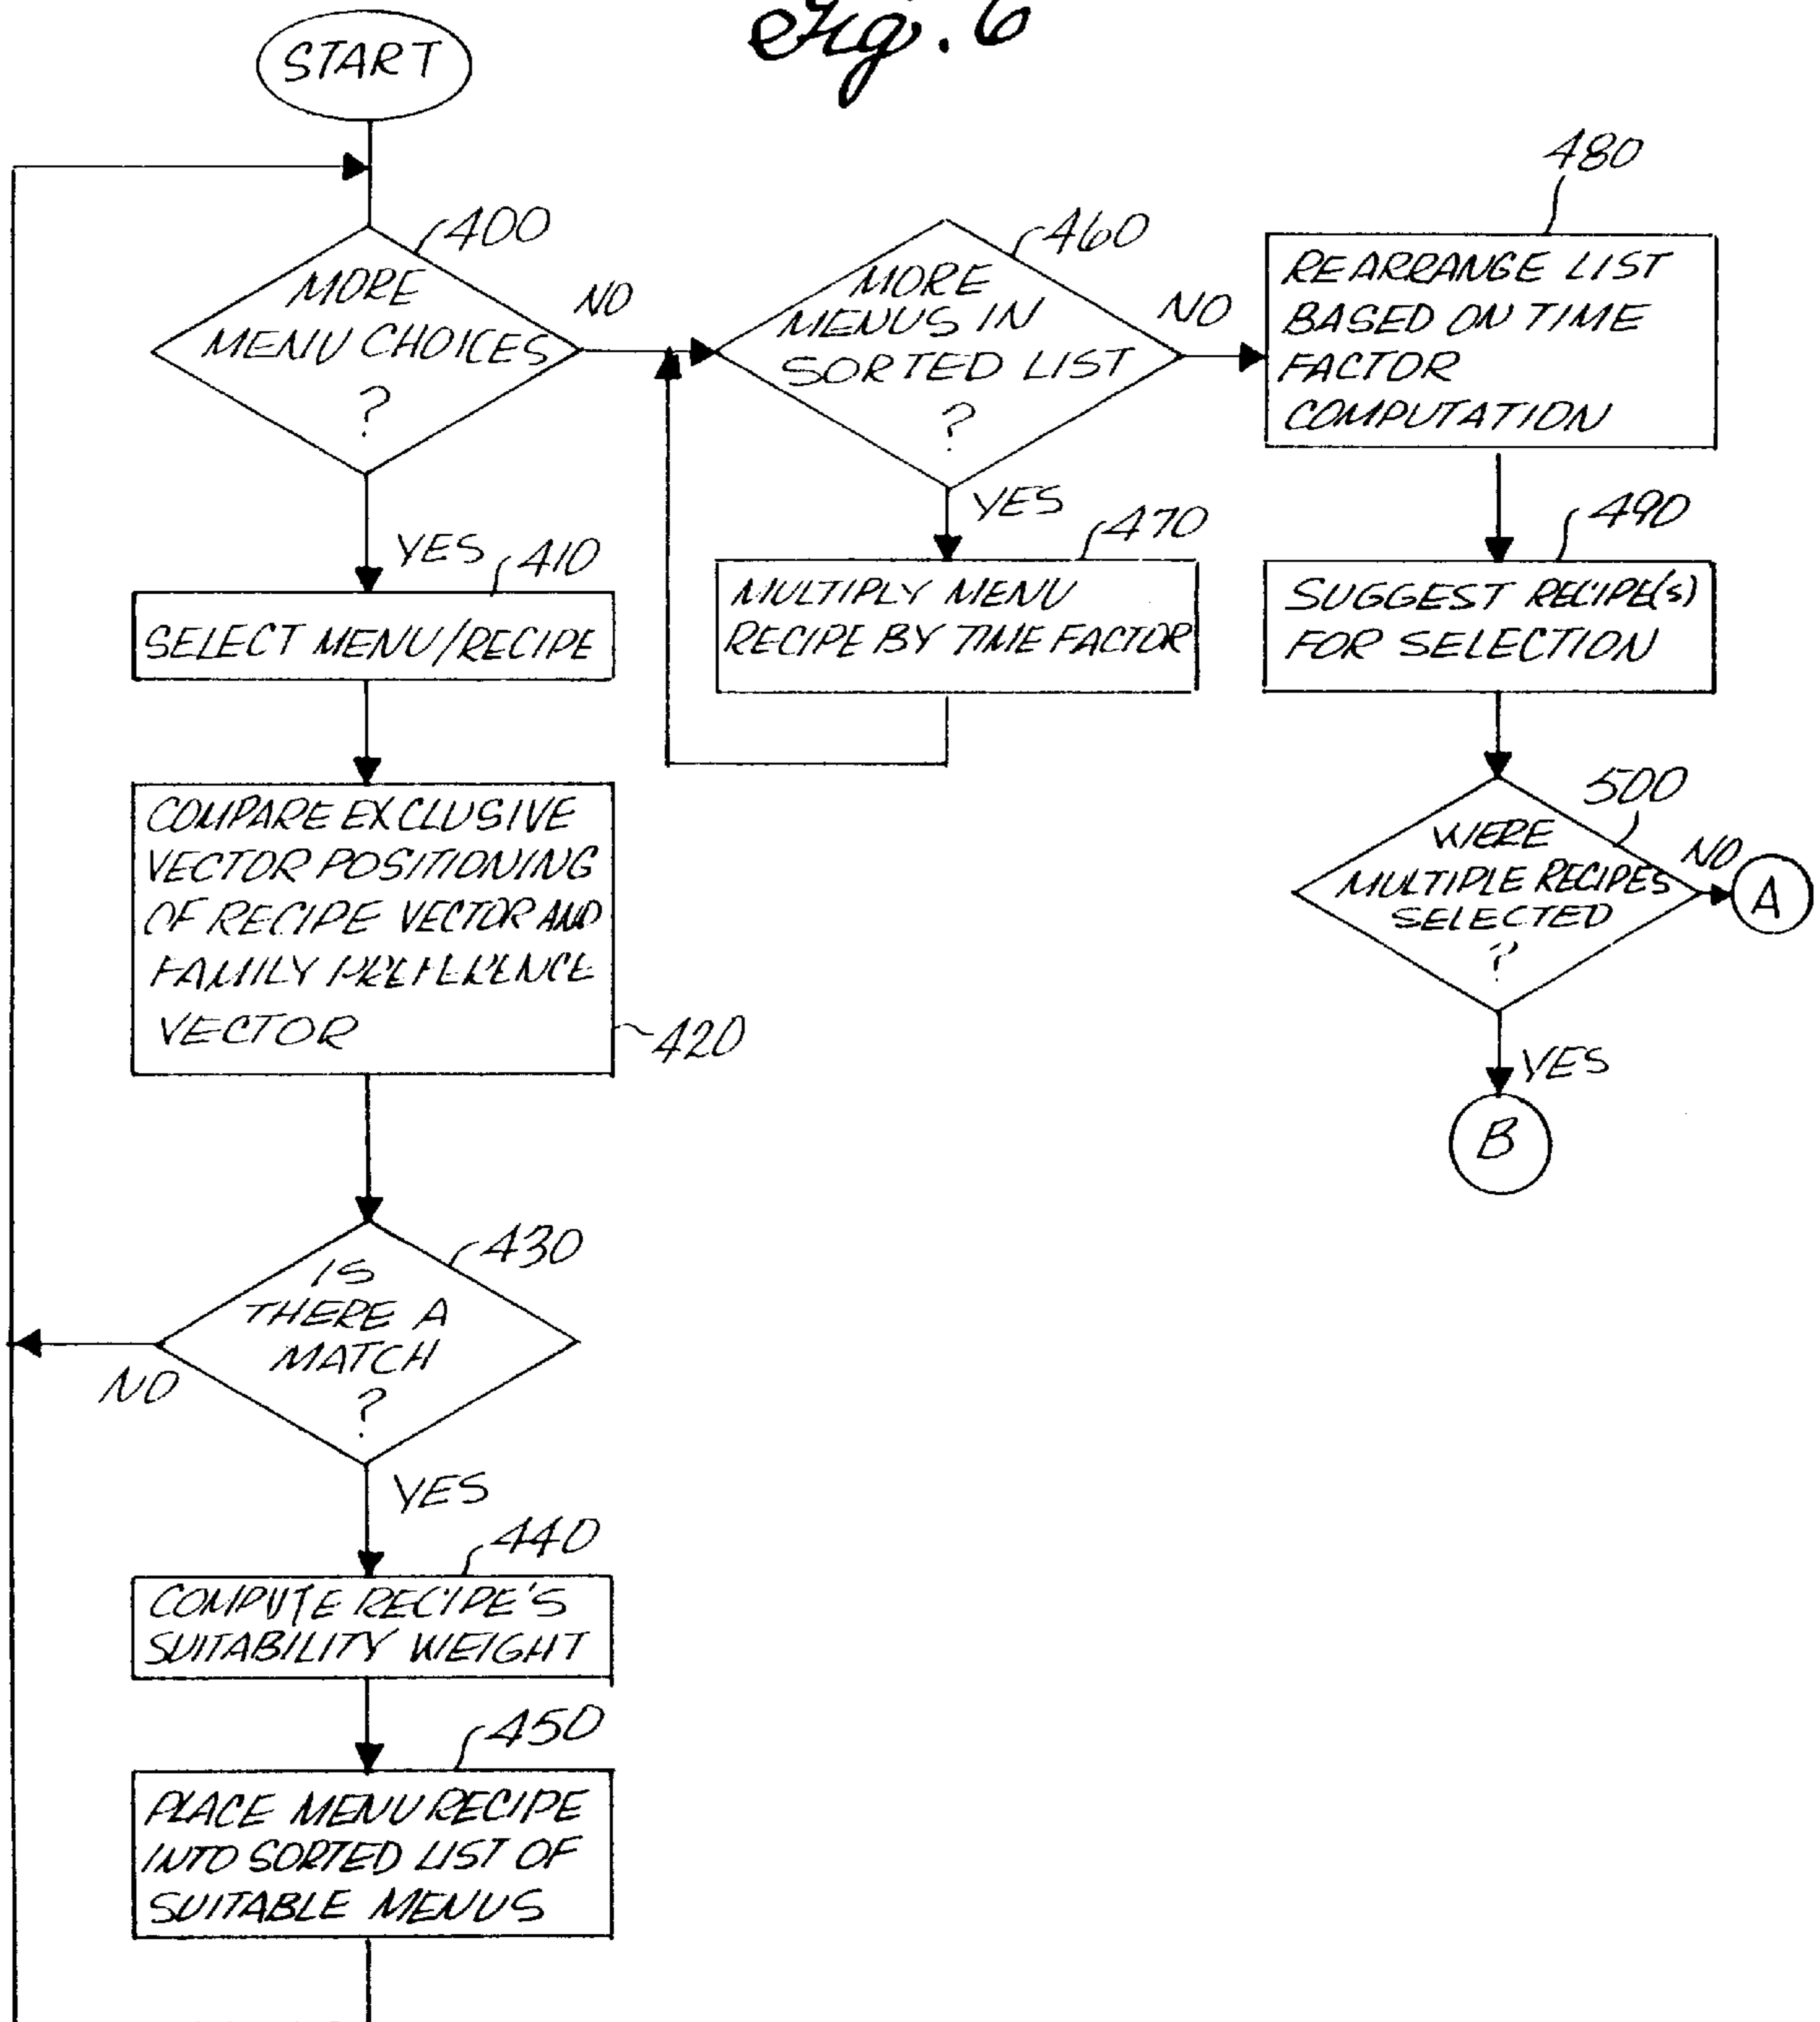 Fig. 6
START
400
MORE
MENU CHOICES
?
NO
YES
410
SELECT MENU/RECIPE
COMPARE EXCLUSIVE
VECTOR POSITIONING
OF RECIPE VECTOR AND
FAMILY PREFERENCE
VECTOR
420
430
IS
THERE A
MATCH
?
NO
YES
440
COMPUTE RECIPE'S
SUITABILITY WEIGHT
450
PLACE MENU RECIPE
INTO SORTED LIST OF
SUITABLE MENUS
460
MORE
MENUS IN
SORTED LIST
?
NO
YES
470
MULTIPLY MENU
RECIPE BY TIME FACTOR
480
REARRANGE LIST
BASED ON TIME
FACTOR
COMPUTATION
490
SUGGEST RECIPE(S)
FOR SELECTION
500
WERE
MULTIPLE RECIPES
SELECTED
?
NO
A
YES
B